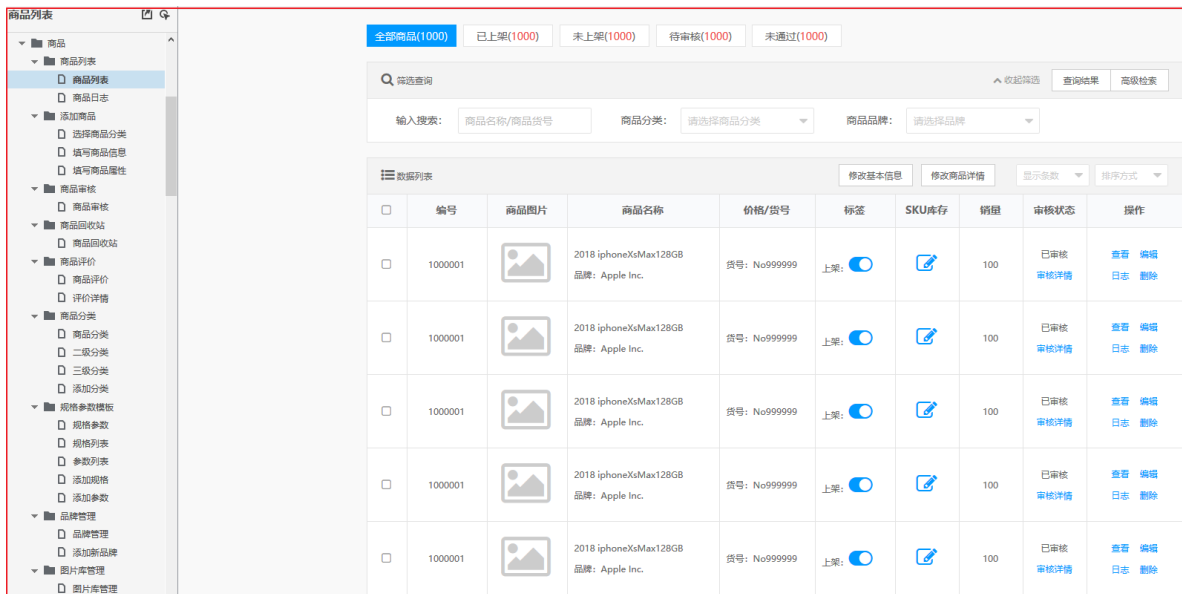 商品列表
商品
商品列表
商品列表
商品日志
添加商品
选择商品分类
填写商品信息
填写商品属性
商品审核
商品审核
商品回收站
商品回收站
商品评价
商品评价
评价详情
商品分类
商品分类
二级分类
三级分类
添加分类
规格参数模板
规格参数
规格列表
参数列表
添加规格
添加参数
品牌管理
品牌管理
添加新品牌
图片库管理
图片库管理
全部商品(1000) 已上架(1000) 未上架(1000) 待审核(1000) 未通过(1000)
筛选查询 收起筛选 查询结果 高级检索
输入搜索： 商品名称/商品货号 商品分类： 请选择商品分类 商品品牌： 请选择品牌
数据列表 修改基本信息 修改商品详情 显示条数 排序方式
编号 商品图片 商品名称 价格/货号 标签 SKU库存 销量 审核状态 操作
2018 iphoneXsMax128GB 已审核 查看 编辑
1000001 货号：No999999 上架: 100
品牌：Apple Inc. 审核详情 日志 删除
2018 iphoneXsMax128GB 已审核 查看 编辑
1000001 货号：No999999 上架: 100
品牌：Apple Inc. 审核详情 日志 删除
2018 iphoneXsMax128GB 已审核 查看 编辑
1000001 货号：No999999 上架: 100
品牌：Apple Inc. 审核详情 日志 删除
2018 iphoneXsMax128GB 已审核 查看 编辑
1000001 货号：No999999 上架: 100
品牌：Apple Inc. 审核详情 日志 删除
2018 iphoneXsMax128GB 已审核 查看 编辑
1000001 货号：No999999 上架: 100
品牌：Apple Inc. 审核详情 日志 删除